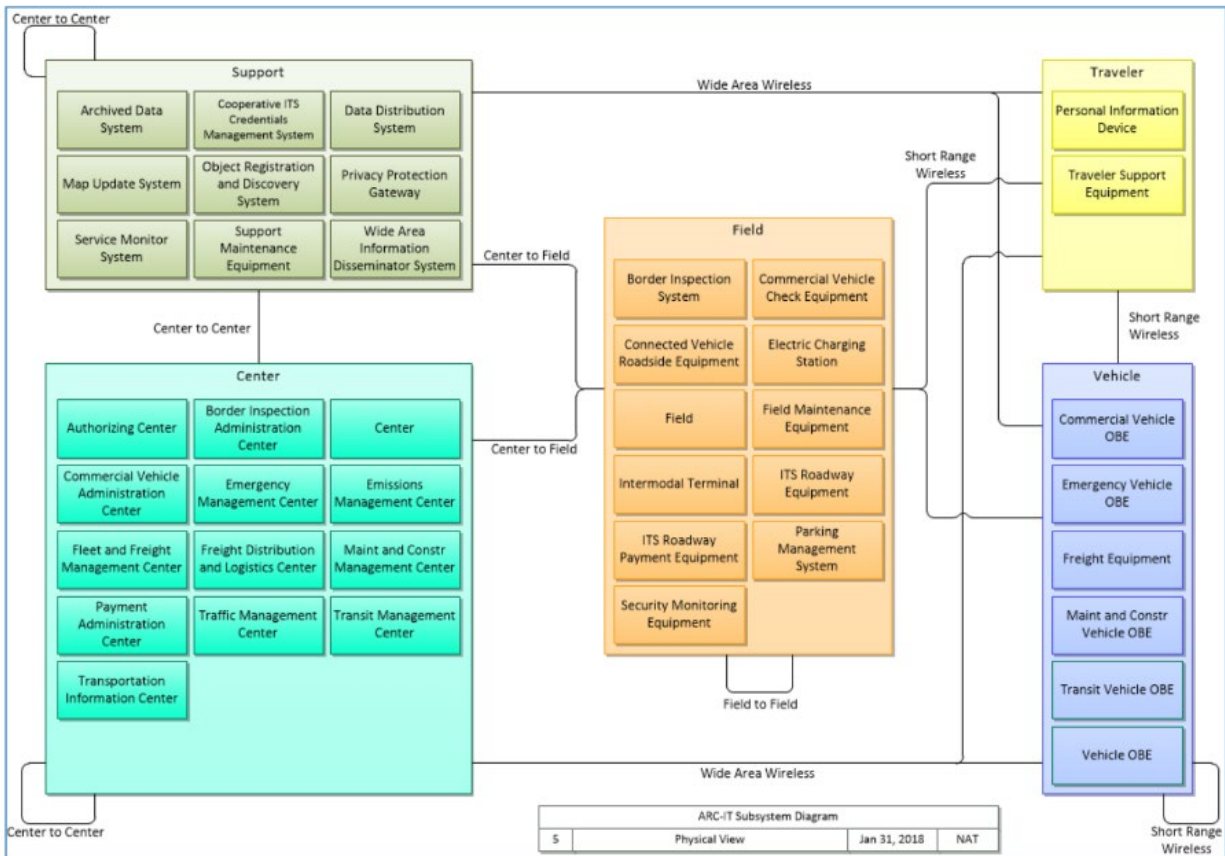 Center to Center
Support
Archived Data
System
Cooperative ITS
Credentials
Management System
Data Distribution
System
Map Update System
Object Registration
and Discovery
System
Privacy Protection
Gateway
Service Monitor
System
Support
Maintenance
Equipment
Wide Area
Information
Disseminator System
Wide Area Wireless
Traveler
Personal Information
Device
Traveler Support
Equipment
Short Range
Wireless
Center to Field
Field
Border Inspection
System
Commercial Vehicle
Check Equipment
Connected Vehicle
Roadside Equipment
Electric Charging
Station
Field
Field Maintenance
Equipment
Intermodal Terminal
ITS Roadway
Equipment
ITS Roadway
Payment Equipment
Parking
Management
System
Security Monitoring
Equipment
Field to Field
Center to Center
Short Range
Wireless
Center
Authorizing Center
Border Inspection
Administration
Center
Center
Commercial Vehicle
Administration
Center
Emergency
Management Center
Emissions
Management Center
Fleet and Freight
Management Center
Freight Distribution
and Logistics Center
Maint and Constr
Management Center
Payment
Administration
Center
Traffic Management
Center
Transit Management
Center
Transportation
Information Center
Center to Field
Vehicle
Commercial Vehicle
OBE
Emergency Vehicle
OBE
Freight Equipment
Maint and Constr
Vehicle OBE
Transit Vehicle OBE
Vehicle OBE
Wide Area Wireless
Center to Center
Short Range
Wireless
ARC-IT Subsystem Diagram
5 Physical View Jan 31, 2018 NAT